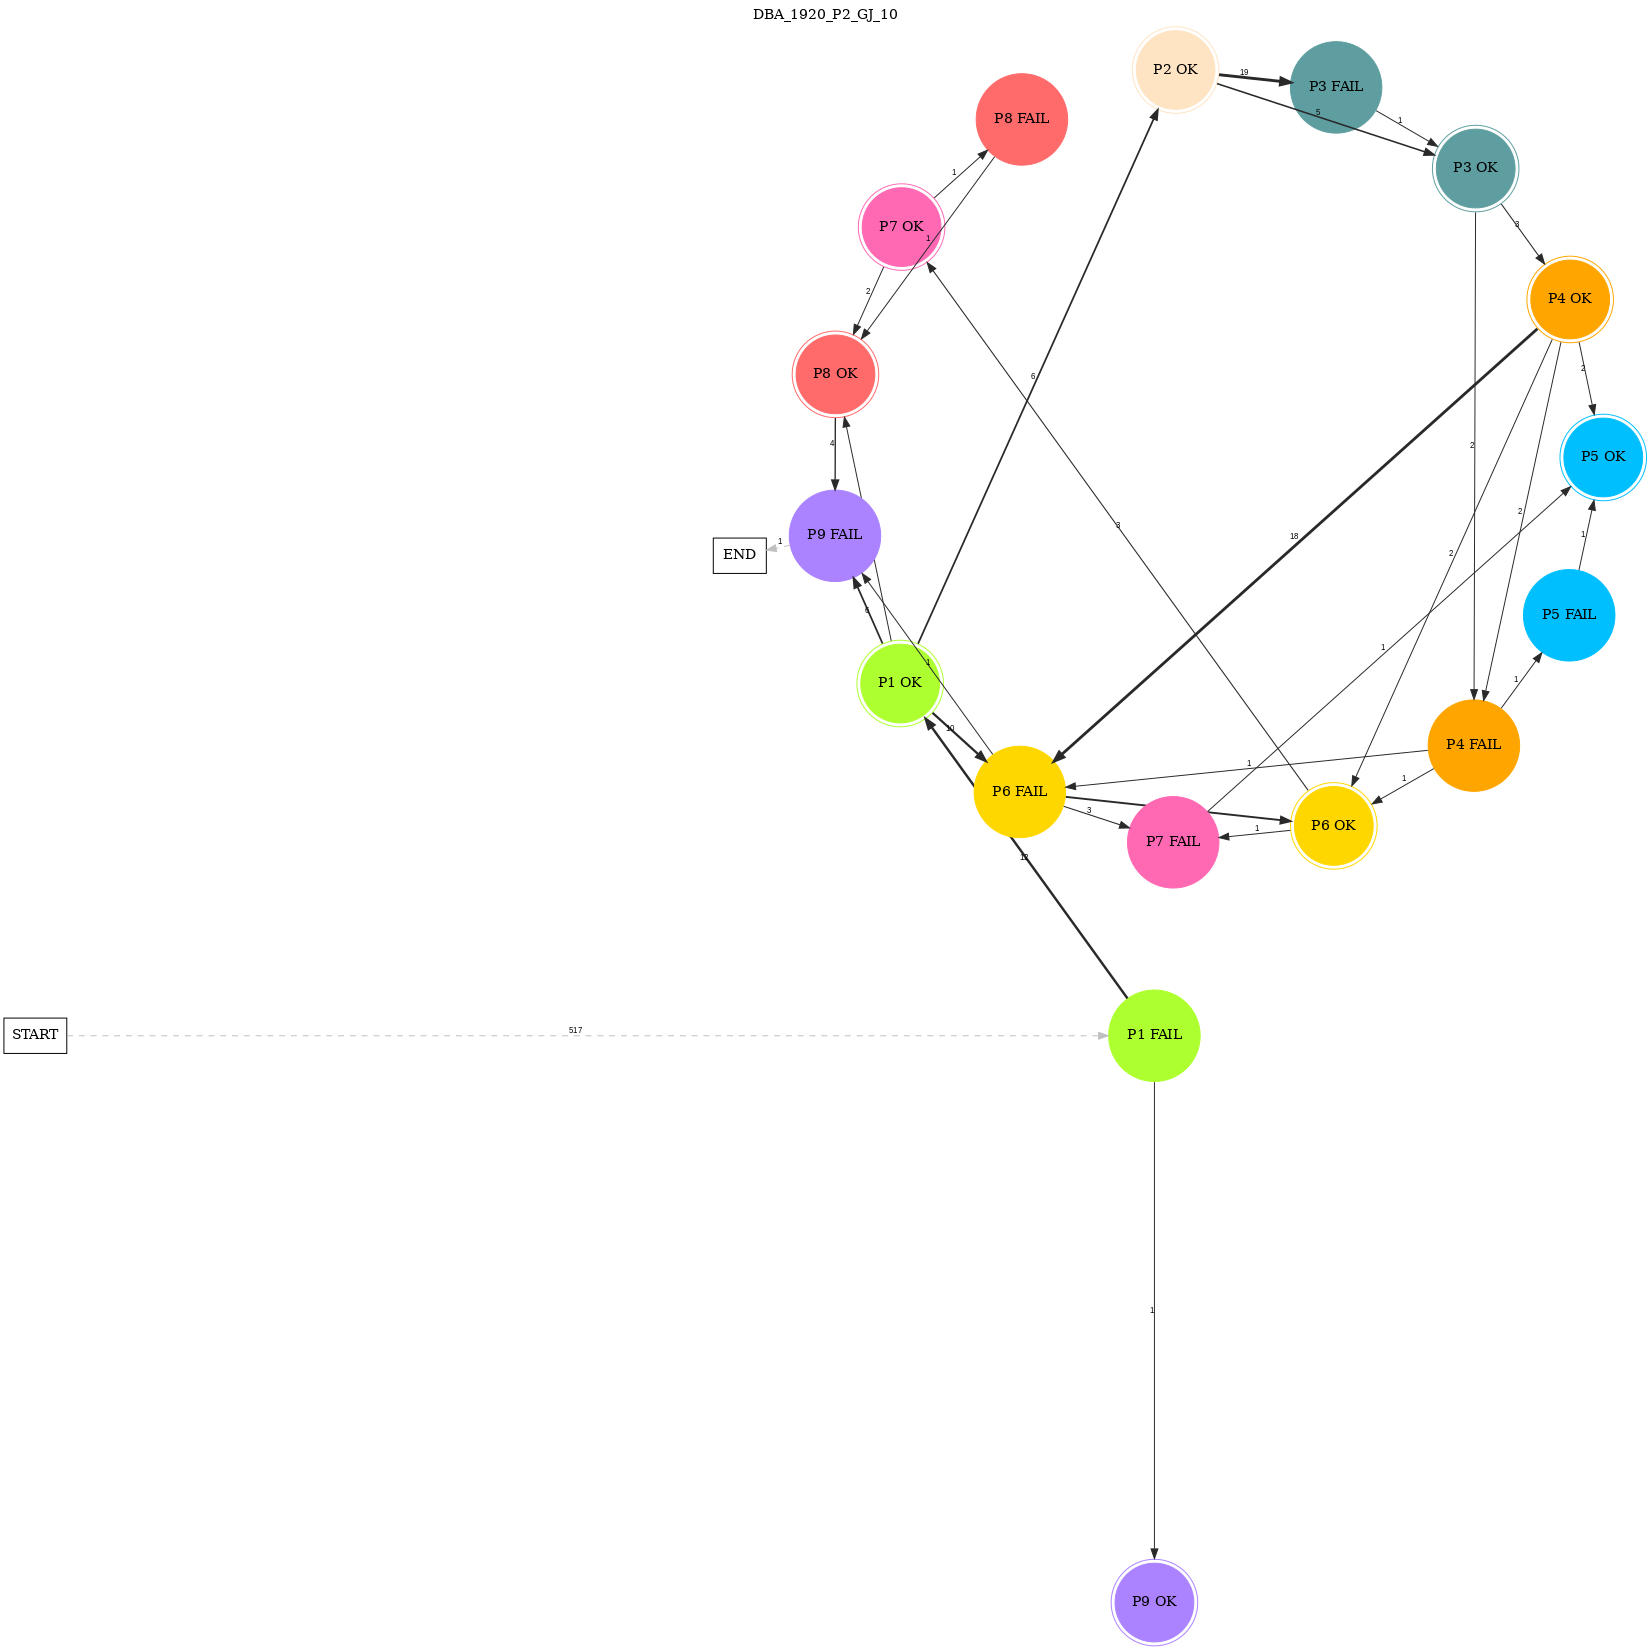 DBA_1920_P2_GJ_10
P2 OK
19
P3 FAIL
P8 FAIL
5
1
P3 OK
1
P7 OK
3
1
2
P4 OK
2
P8 OK
6
4
2
P5 OK
3
2
18
P9 FAIL
1
END
2
1
6
P5 FAIL
1
1
P1 OK
1
10
P4 FAIL
1
P6 FAIL
1
3
P6 OK
1
P7 FAIL
START
517
P1 FAIL
1
P9 OK